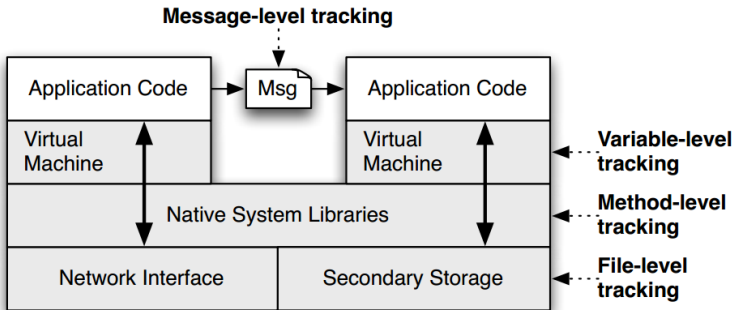 Message-level tracking
Application Code
Msg
Application Code
Virtual
Machine
Virtual
Machine
Variable-level
tracking
Native System Libraries
Method-level
tracking
Network Interface
Secondary Storage
File-level
tracking